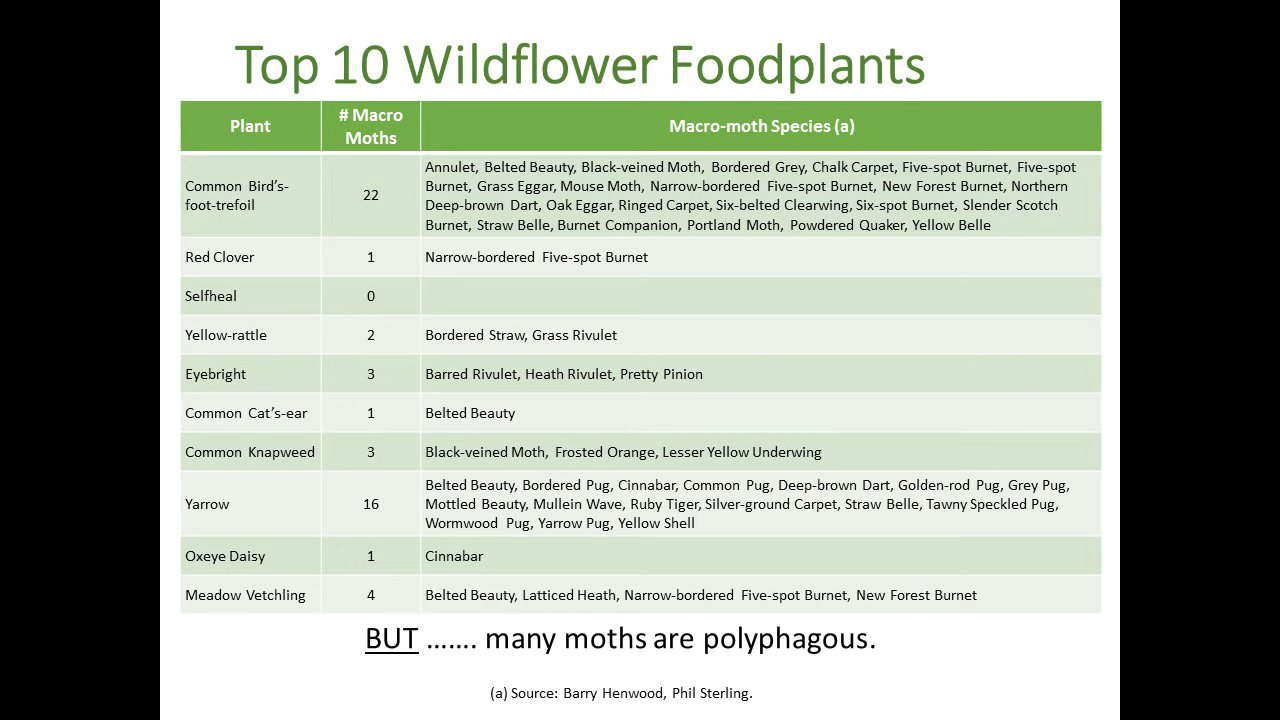 Top 10 Wildflower Foodplants
Plant
# Macro
Moths
Macro-moth Species (a)
Common Bird's-
foot-trefoil
22
Annulet, Belted Beauty, Black-veined Moth, Bordered Grey, Chalk Carpet, Five-spot Burnet, Five-spot
Burnet, Grass Eggar, Mouse Moth, Narrow-bordered Five-spot Burnet, New Forest Burnet, Northern
Deep-brown Dart, Oak Eggar, Ringed Carpet, Six-belted Clearwing, Six-spot Burnet, Slender Scotch
Burnet, Straw Belle, Burnet Companion, Portland Moth, Powdered Quaker, Yellow Belle
Red Clover
1
Narrow-bordered Five-spot Burnet
Selfheal
0
Yellow-rattle
2
Bordered Straw, Grass Rivulet
Eyebright
3
Barred Rivulet, Heath Rivulet, Pretty Pinion
Common Cat's-ear
1
Belted Beauty
Common Knapweed
3
Black-veined Moth, Frosted Orange, Lesser Yellow Underwing
Yarrow
16
Belted Beauty, Bordered Pug, Cinnabar, Common Pug, Deep-brown Dart, Golden-rod Pug, Grey Pug,
Mottled Beauty, Mullein Wave, Ruby Tiger, Silver-ground Carpet, Straw Belle, Tawny Speckled Pug,
Wormwood Pug, Yarrow Pug, Yellow Shell
Oxeye Daisy
1
Cinnabar
Meadow Vetchling
4
Belted Beauty, Latticed Heath, Narrow-bordered Five-spot Burnet, New Forest Burnet
BUT ....... many moths are polyphagous.
(a) Source: Barry Henwood, Phil Sterling.